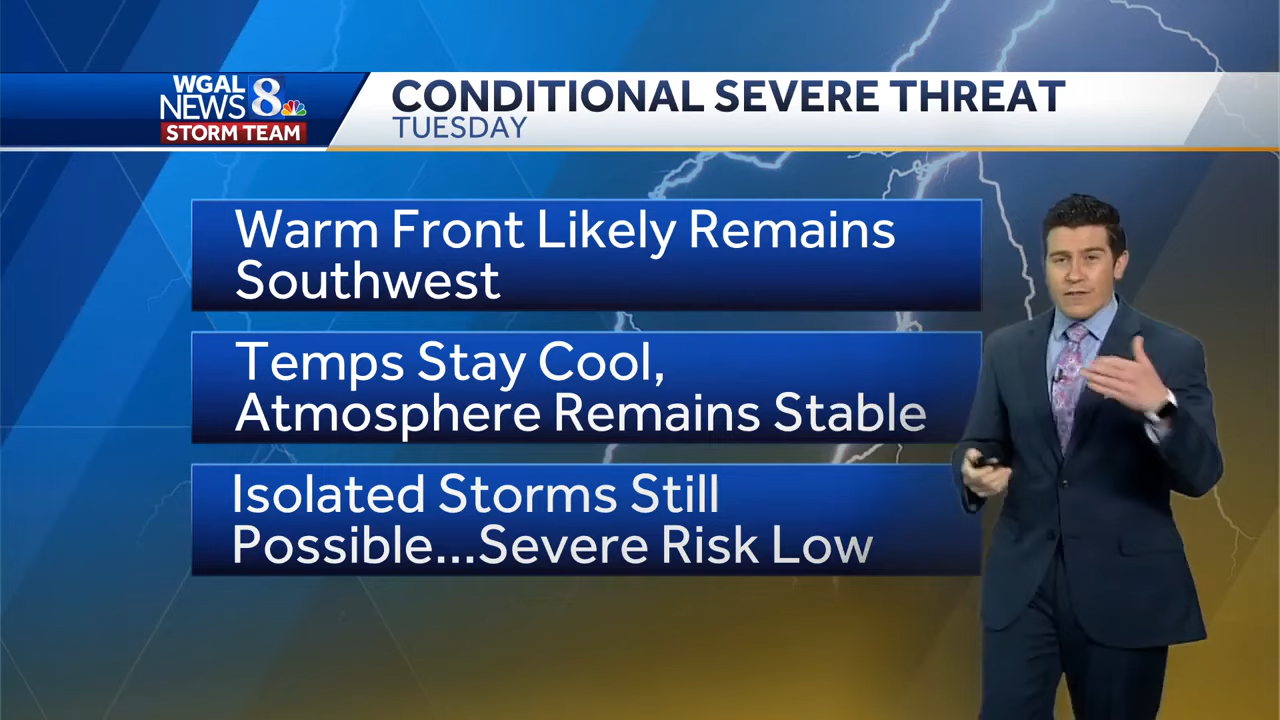 WGAL
NEWS 8
STORM TEAM
CONDITIONAL SEVERE THREAT
TUESDAY
Warm Front Likely Remains
Southwest
Temps Stay Cool,
Atmosphere Remains Stable
Isolated Storms Still
Possible...Severe Risk Low